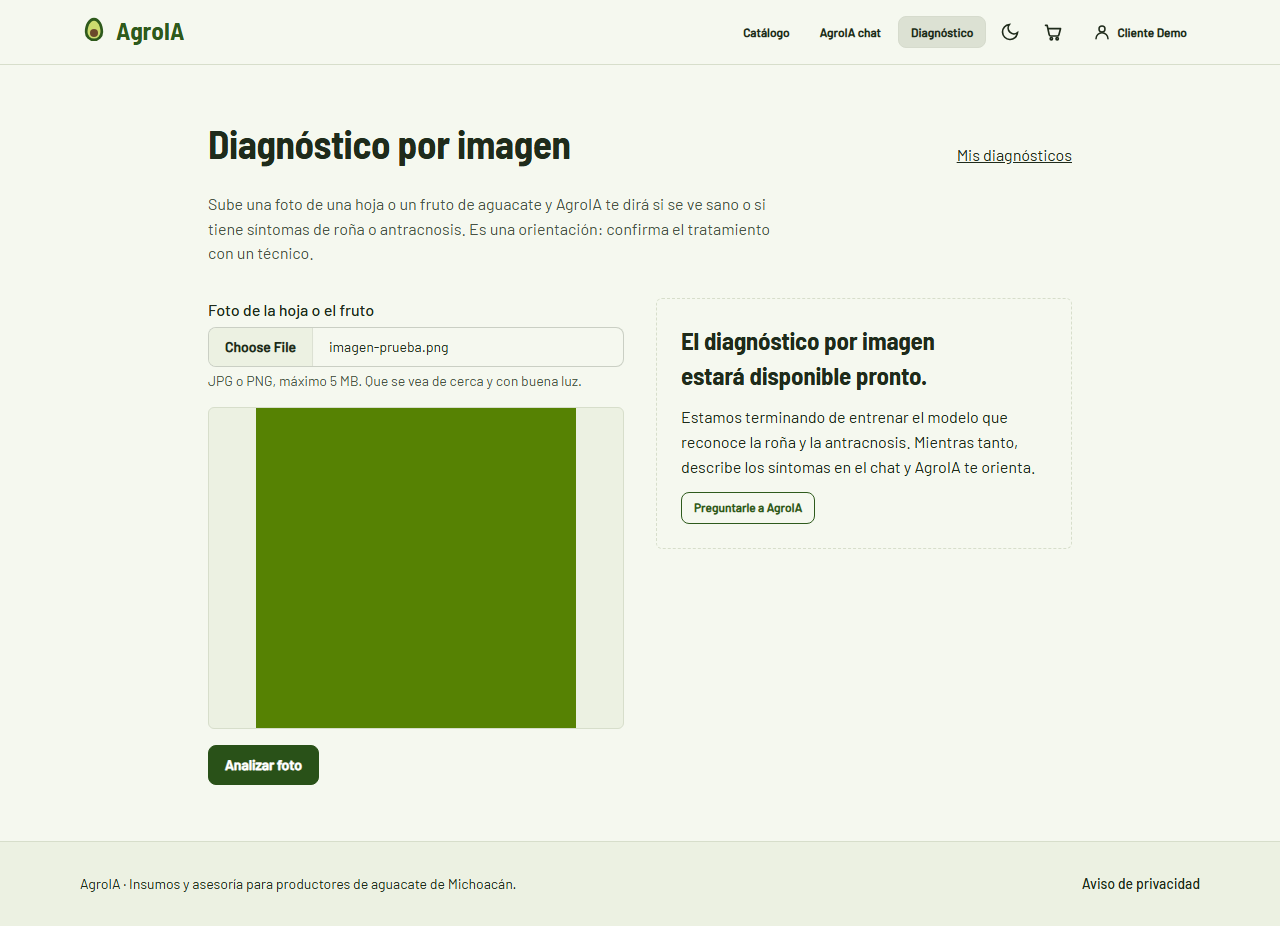 AgroIA
Catálogo
AgroIA chat
Diagnóstico
Cliente Demo
Diagnóstico por imagen
Mis diagnósticos
Sube una foto de una hoja o un fruto de aguacate y AgroIA te dirá si se ve sano o si
tiene síntomas de roña o antracnosis. Es una orientación: confirma el tratamiento
con un técnico.
Foto de la hoja o el fruto
Choose File
imagen-prueba.png
JPG o PNG, máximo 5 MB. Que se vea de cerca y con buena luz.
Analizar foto
El diagnóstico por imagen
estará disponible pronto.
Estamos terminando de entrenar el modelo que
reconoce la roña y la antracnosis. Mientras tanto,
describe los síntomas en el chat y AgroIA te orienta.
Preguntarle a AgroIA
AgroIA · Insumos y asesoría para productores de aguacate de Michoacán.
Aviso de privacidad